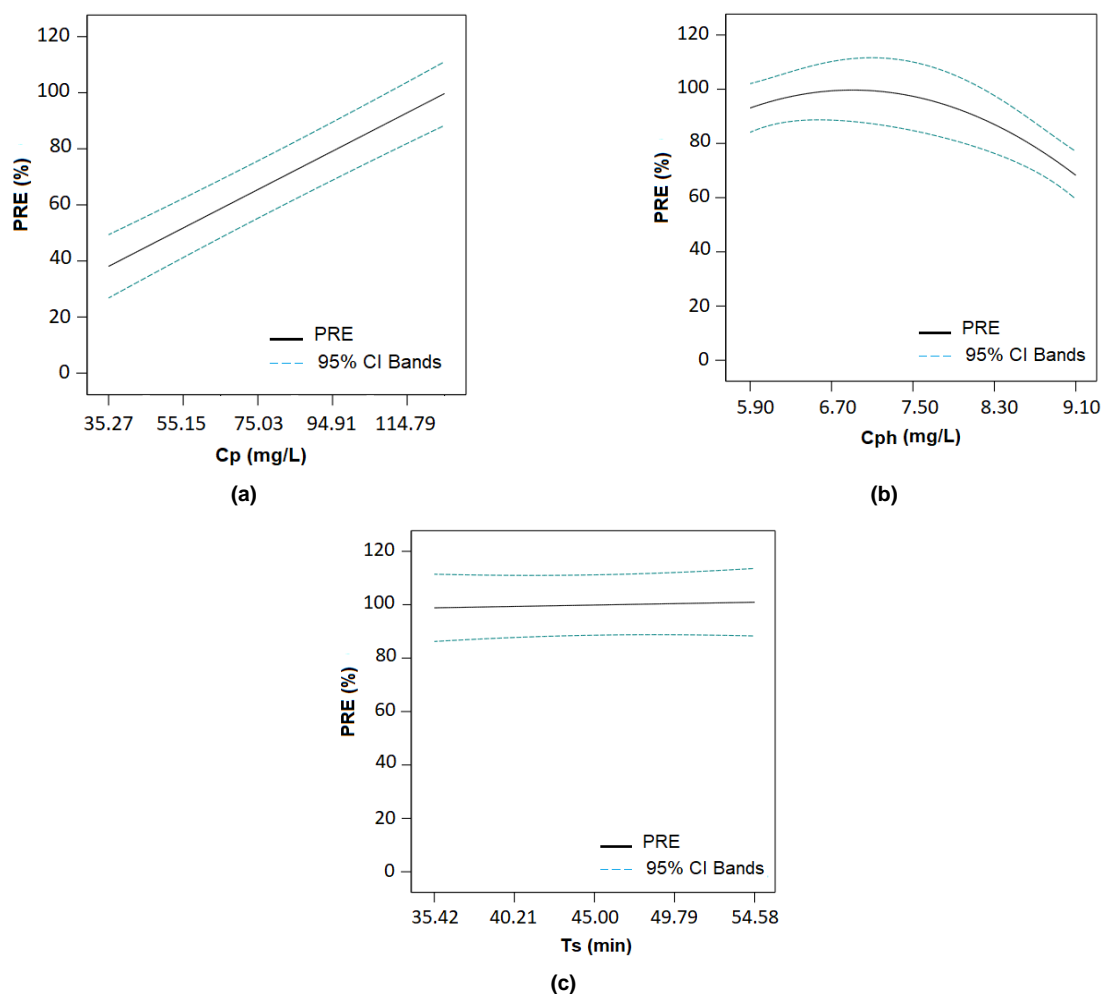 120
100
80
60
40
20
0
PRE (%)
PRE
95% CI Bands
35.27 55.15 75.03 94.91 114.79
Cp (mg/L)
(a)
120
100
80
60
40
20
0
PRE (%)
PRE
95% CI Bands
5.90 6.70 7.50 8.30 9.10
Cph (mg/L)
(b)
120
100
80
60
40
20
0
PRE (%)
PRE
95% CI Bands
35.42 40.21 45.00 49.79 54.58
Ts (min)
(c)